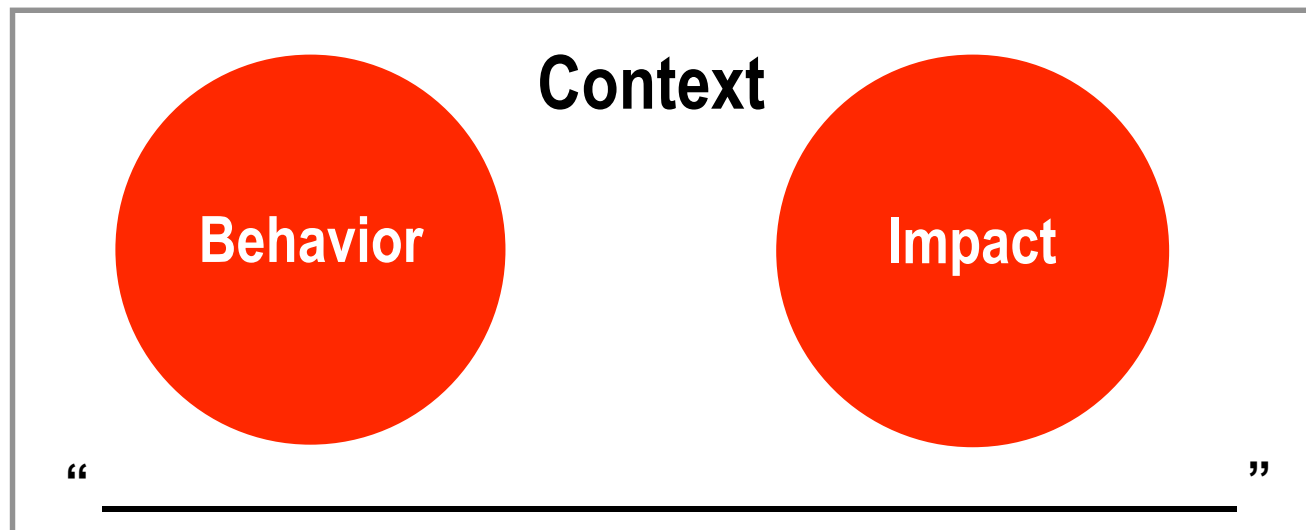 Context
Behavior
Impact
“ ”